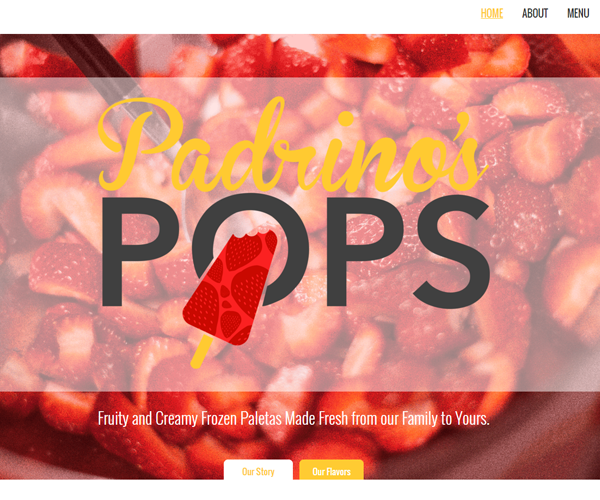 HOME ABOUT MENU
Padrino's
POPS
Fruity and Creamy Frozen Paletas Made Fresh from our Family to Yours.
Our Story Our Flavors